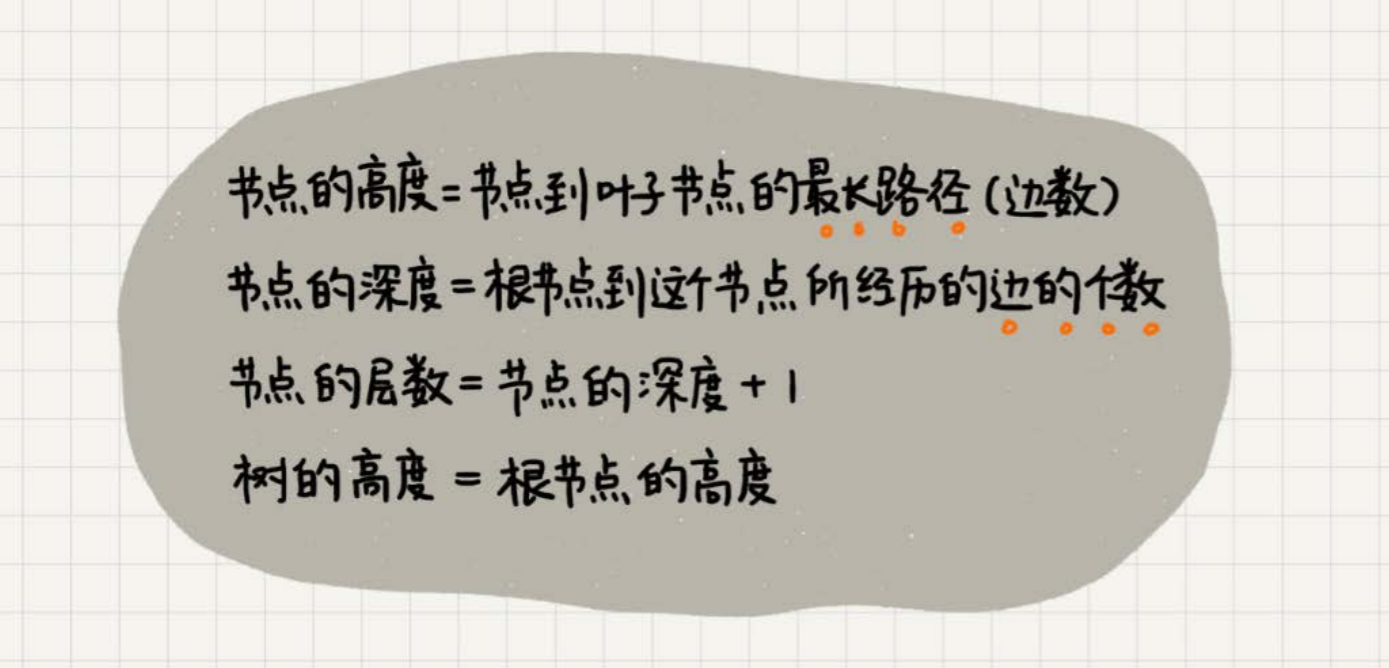 节点的高度=节点到叶子节点的最长路径(边数)
节点的深度=根节点到这个节点所经历的边的个数
节点的层数=节点的深度+1
树的高度=根节点的高度